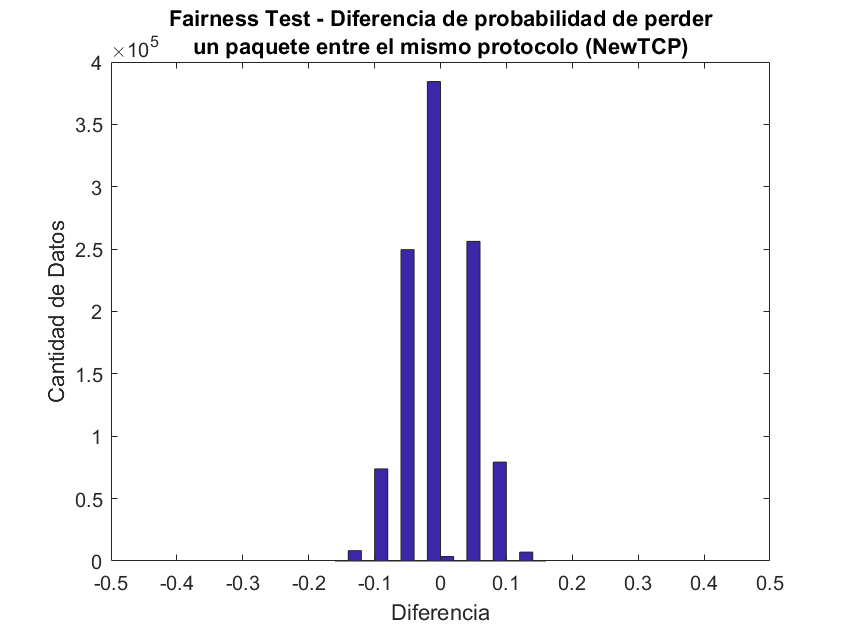 Fairness Test - Diferencia de probabilidad de perder
un paquete entre el mismo protocolo (NewTCP)
×10⁵
4
3.5
3
2.5
2
1.5
1
0.5
0
Cantidad de Datos
-0.5 -0.4 -0.3 -0.2 -0.1 0 0.1 0.2 0.3 0.4 0.5
Diferencia